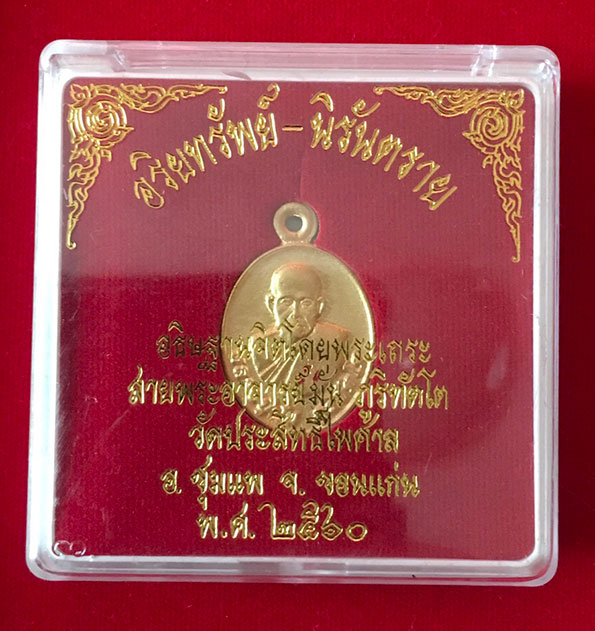 อริยทรัพย์ - นิรันตราย
อธิษฐานจิตโดยพระเถระ
สายพระอาจารย์มั่น ภูริทัตโต
วัดประสิทธิ์ไพศาล
อ. ชุมแพ จ. ขอนแก่น
พ.ศ. ๒๕๖๐